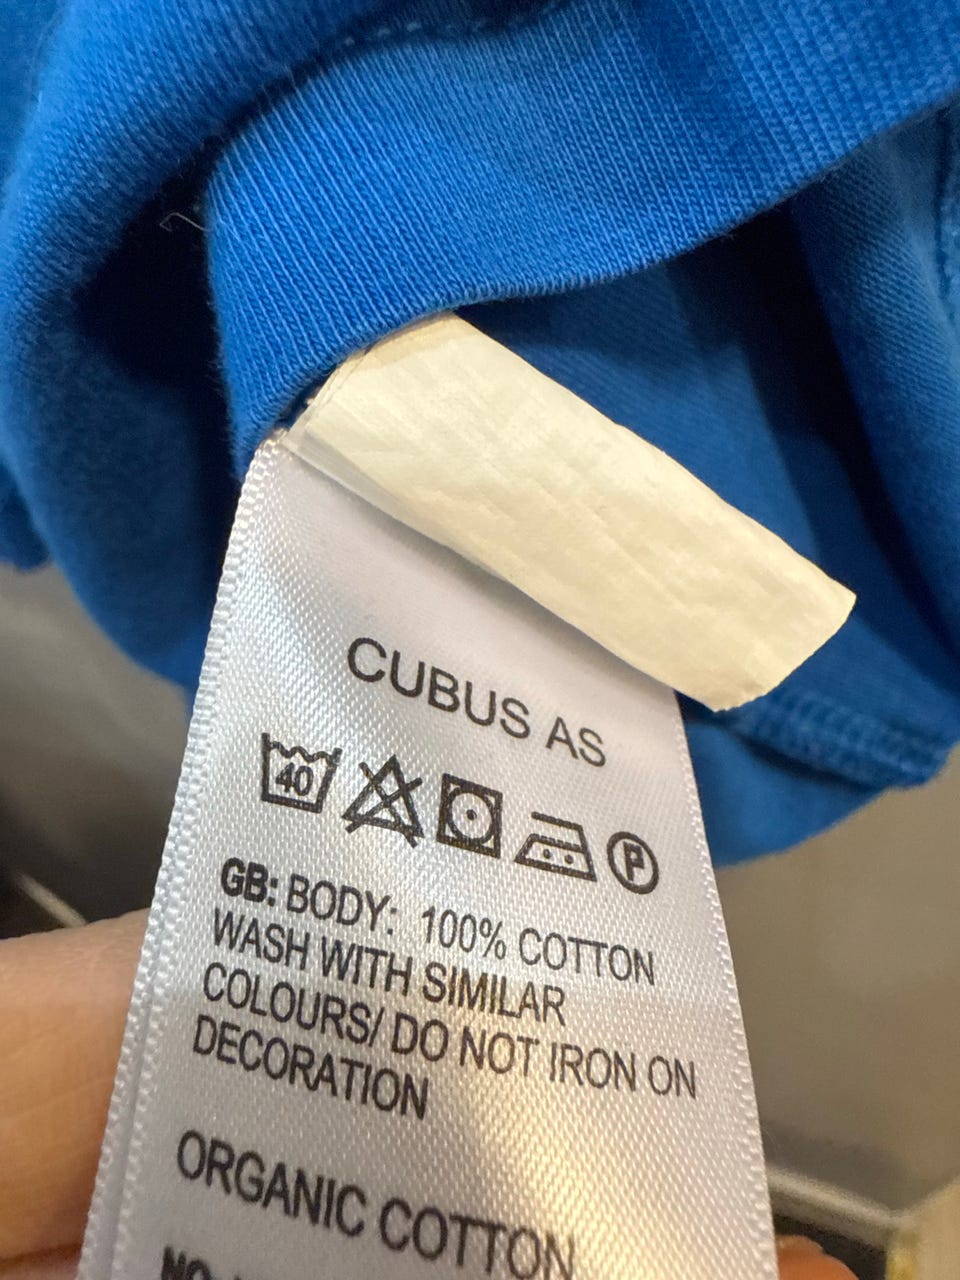 CUBUS AS
40
P
GB: BODY: 100% COTTON
WASH WITH SIMILAR
COLOURS/ DO NOT IRON ON
DECORATION
ORGANIC COTTON